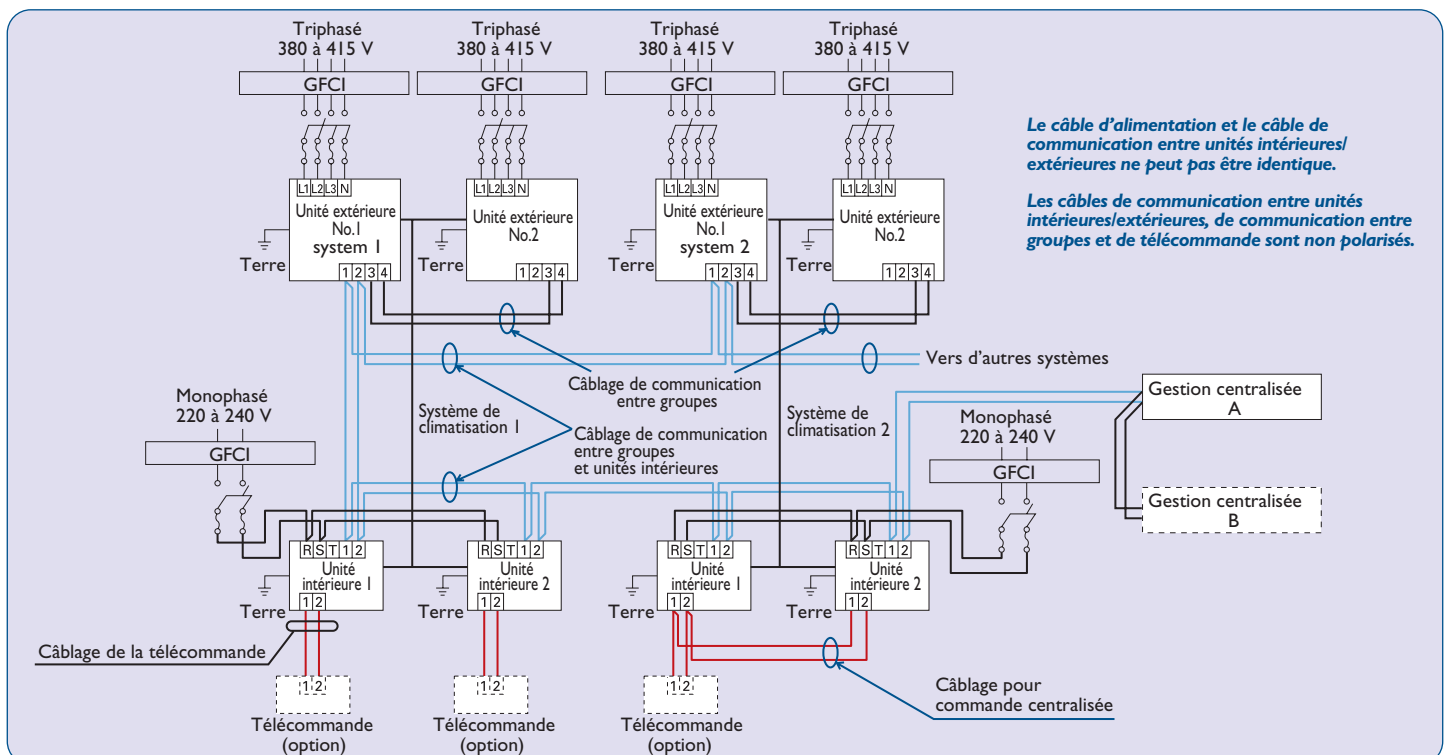 Triphasé
380 à 415 V
Triphasé
380 à 415 V
Triphasé
380 à 415 V
Triphasé
380 à 415 V
GFCI
GFCI
GFCI
GFCI
Le câble d’alimentation et le câble de
communication entre unités intérieures/
extérieures ne peut pas être identique.
Les câbles de communication entre unités
intérieures/extérieures, de communication entre
groupes et de télécommande sont non polarisés.
L1 L2 L3 N
Unité extérieure
No.1
system 1
1 2 3 4
Terre
L1 L2 L3 N
Unité extérieure
No.2
1 2 3 4
Terre
L1 L2 L3 N
Unité extérieure
No.1
system 2
1 2 3 4
Terre
L1 L2 L3 N
Unité extérieure
No.2
1 2 3 4
Terre
Vers d’autres systèmes
Câblage de communication
entre groupes
Système de
climatisation 1
Câblage de communication
entre groupes
et unités intérieures
Système de
climatisation 2
Monophasé
220 à 240 V
GFCI
Monophasé
220 à 240 V
GFCI
Gestion centralisée
A
Gestion centralisée
B
R S T 1 2
Unité
intérieure 1
1 2
Terre
R S T 1 2
Unité
intérieure 2
1 2
Terre
R S T 1 2
Unité
intérieure 1
1 2
Terre
R S T 1 2
Unité
intérieure 2
1 2
Terre
Câblage de la télécommande
1 2
Télécommande
(option)
1 2
Télécommande
(option)
1 2
Télécommande
(option)
Câblage pour
commande centralisée